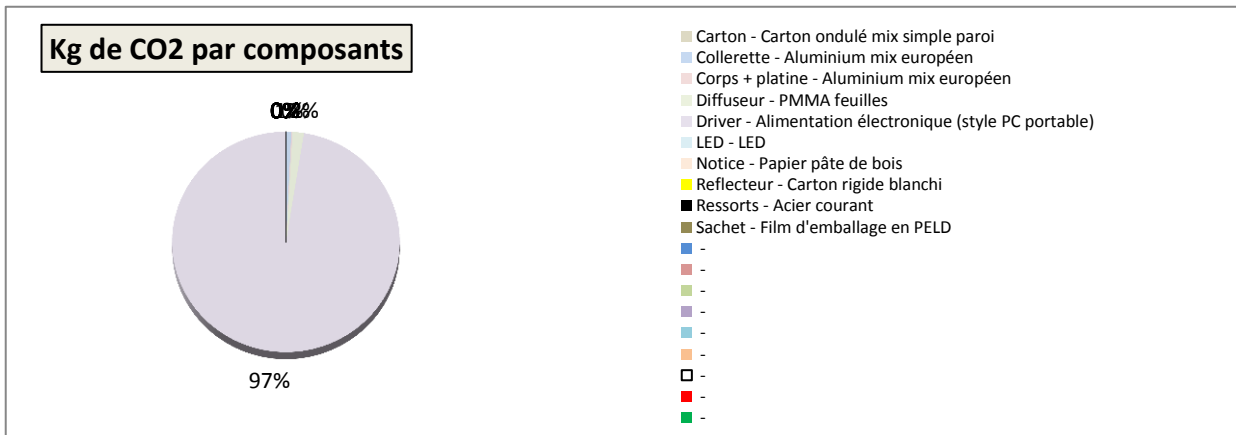 Kg de CO2 par composants
97%
Carton - Carton ondulé mix simple paroi
Collerette - Aluminium mix européen
Corps + platine - Aluminium mix européen
Diffuseur - PMMA feuilles
Driver - Alimentation électronique (style PC portable)
LED - LED
Notice - Papier pâte de bois
Reflecteur - Carton rigide blanchi
Ressorts - Acier courant
Sachet - Film d'emballage en PELD
-
-
-
-
-
-
-
-
-